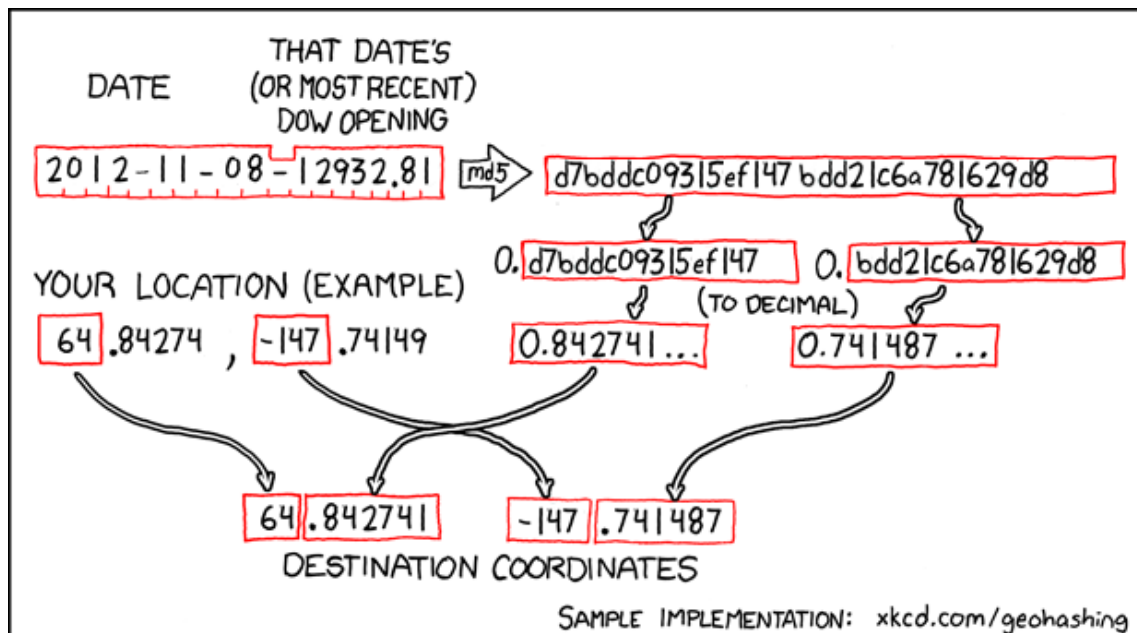 DATE
THAT DATE'S
(OR MOST RECENT)
DOW OPENING
2012-11-08-12932.81
md5
d7bddc09315ef147bdd21c6a781629d8
0.d7bddc09315ef147
0.bdd21c6a781629d8
YOUR LOCATION (EXAMPLE)
(TO DECIMAL)
64.84274, -147.74149
0.842741...
0.741487...
64.842741
-147.741487
DESTINATION COORDINATES
SAMPLE IMPLEMENTATION: xkcd.com/geohashing